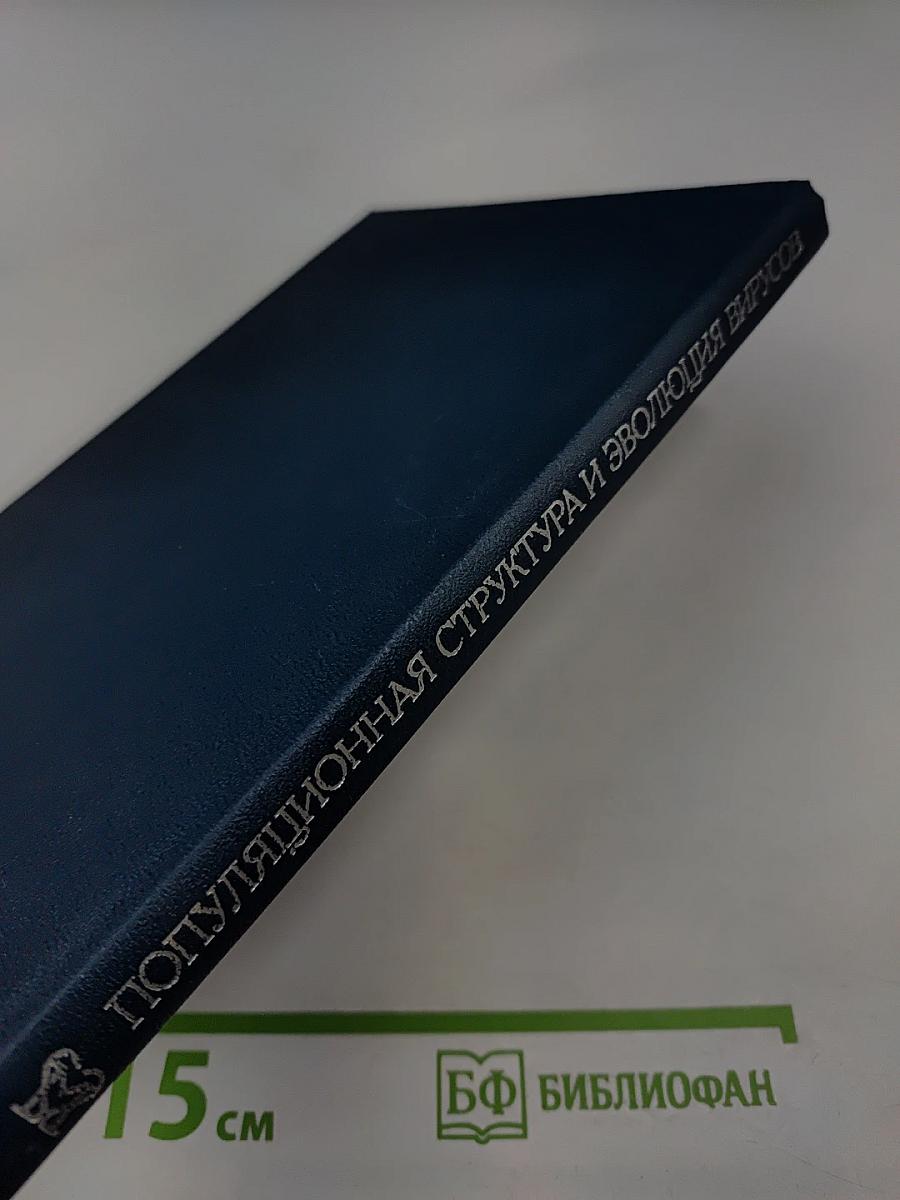 ПОПУЛЯЦИОННАЯ СТРУКТУРА И ЭВОЛЮЦИЯ ВИРУСОВ
15 см
БФ БИБЛИОФАН